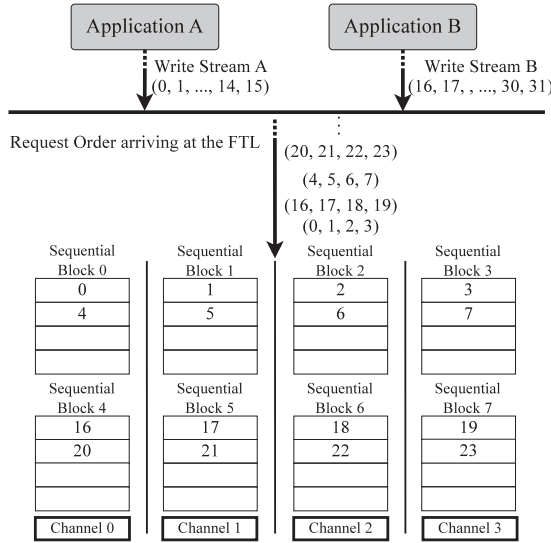 Application A
Application B
Write Stream A
(0, 1, ..., 14, 15)
Write Stream B
(16, 17, , ..., 30, 31)
Request Order arriving at the FTL
(20, 21, 22, 23)
(4, 5, 6, 7)
(16, 17, 18, 19)
(0, 1, 2, 3)
Sequential
Block 0
0
4
Sequential
Block 1
1
5
Sequential
Block 2
2
6
Sequential
Block 3
3
7
Sequential
Block 4
16
20
Sequential
Block 5
17
21
Sequential
Block 6
18
22
Sequential
Block 7
19
23
Channel 0
Channel 1
Channel 2
Channel 3